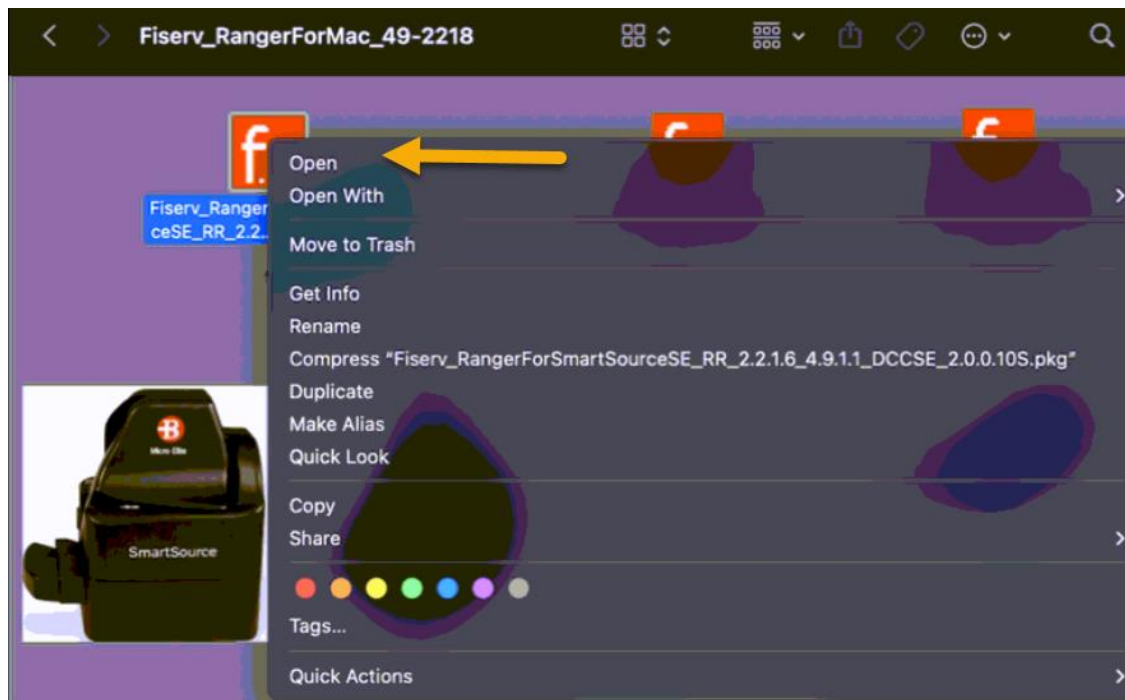 Fiserv_RangerForMac_49-2218
f.
Open
Fiserv_Ranger
ceSE_RR_2.2...
Open With
Move to Trash
Get Info
Rename
Compress "Fiserv_RangerForSmartSourceSE_RR_2.2.1.6_4.9.1.1_DCCSE_2.0.0.10S.pkg"
Duplicate
Make Alias
Quick Look
Copy
Share
B
SmartSource
Tags...
Quick Actions